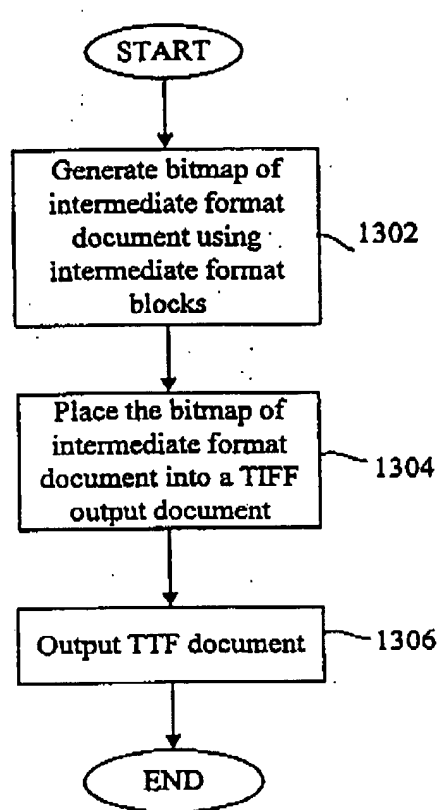 START
Generate bitmap of
intermediate format
document using
intermediate format
blocks
1302
Place the bitmap of
intermediate format
document into a TIFF
output document
1304
Output TTF document
1306
END